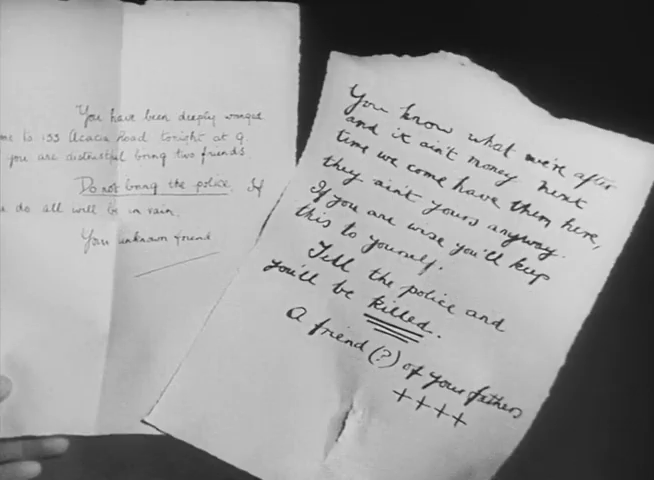 You have been deeply wronged
me to 133 Acacia Road tonight at 9.
you are distrustful bring two friends.
Do not bring the police. If
do all will be in vain.
Your unknown friend
You know what we're after
and it ain't money next
time we come have them here,
they ain't yours anyway.
If you are wise you'll keep
this to yourself.
Tell the police and
you'll be killed.
A friend (?) of your fathers
++++